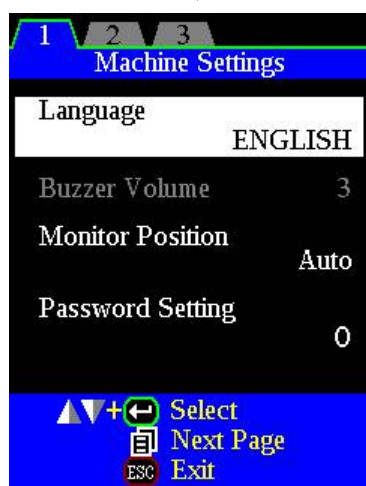 1 2 3
Machine Settings
Language
ENGLISH
Buzzer Volume 3
Monitor Position
Auto
Password Setting
0
+ Select
Next Page
ESC Exit